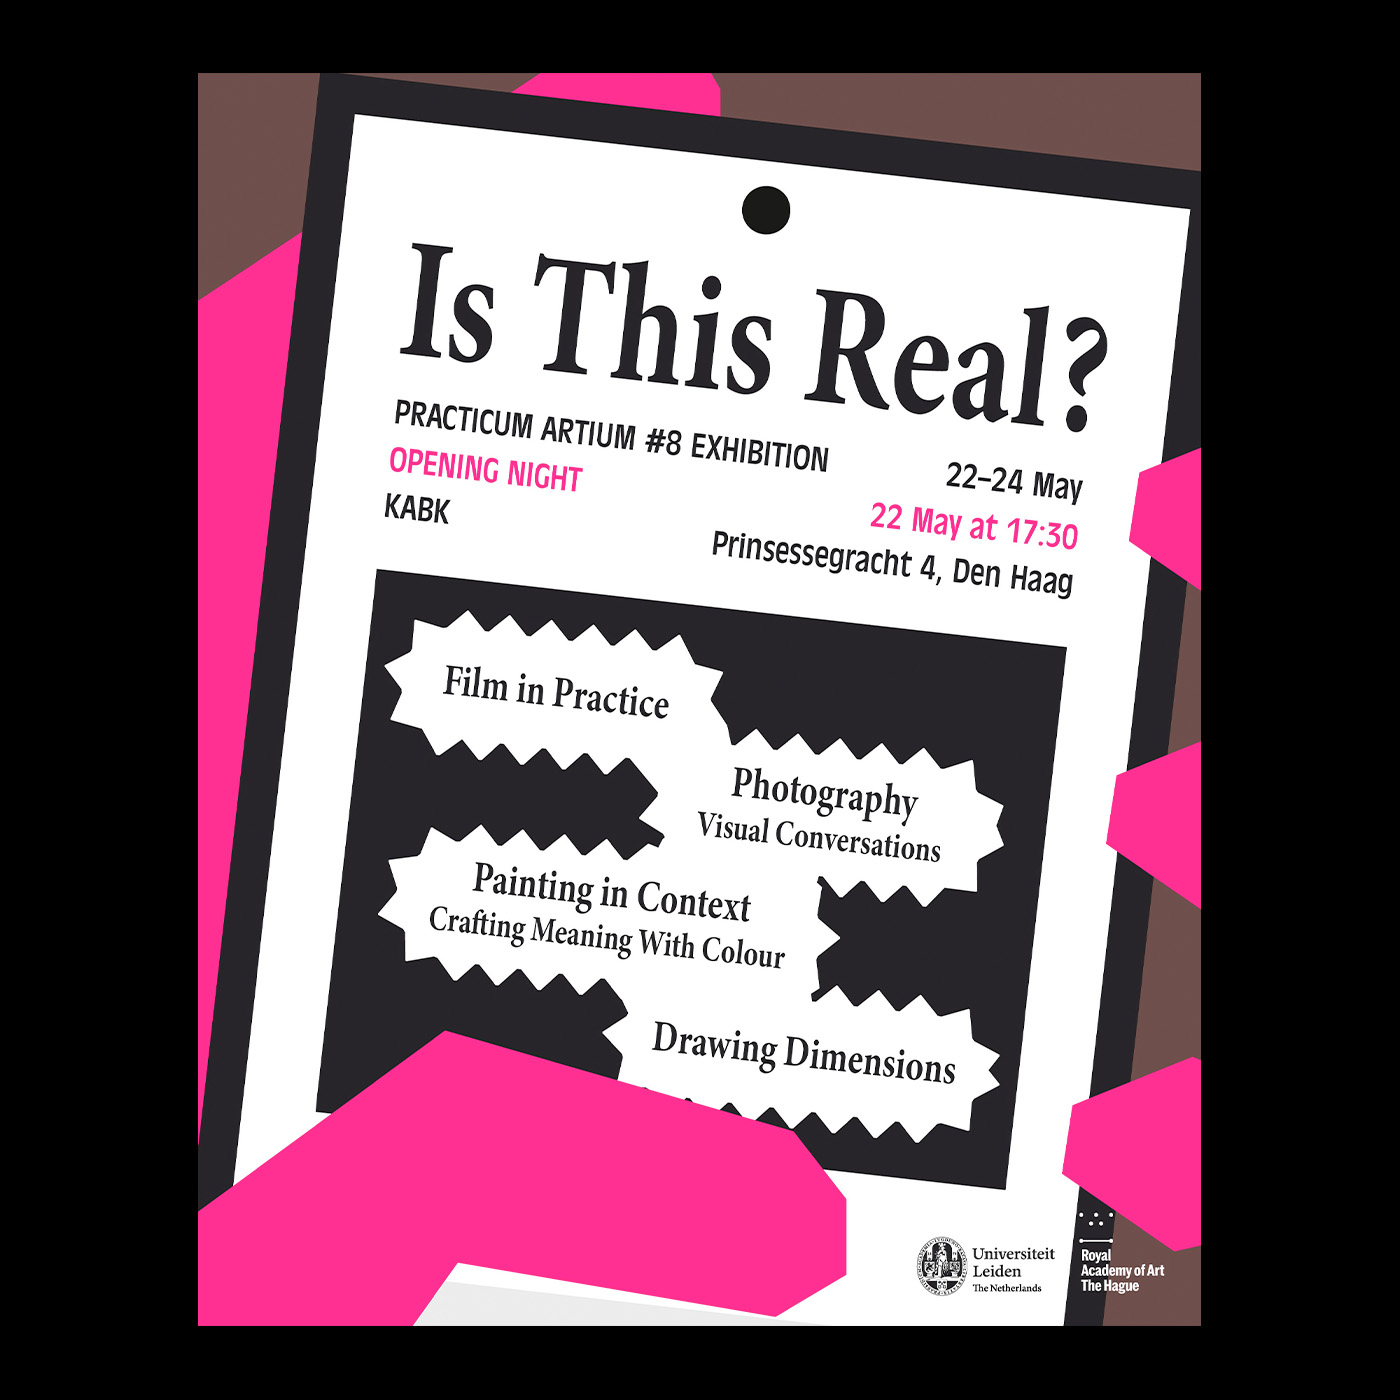 Is This Real?
PRACTICUM ARTIUM #8 EXHIBITION 22–24 May
OPENING NIGHT 22 May at 17:30
KABK Prinsessegracht 4, Den Haag
Film in Practice
Photography
Visual Conversations
Painting in Context
Crafting Meaning With Colour
Drawing Dimensions
Universiteit
Leiden
The Netherlands
Royal
Academy of Art
The Hague